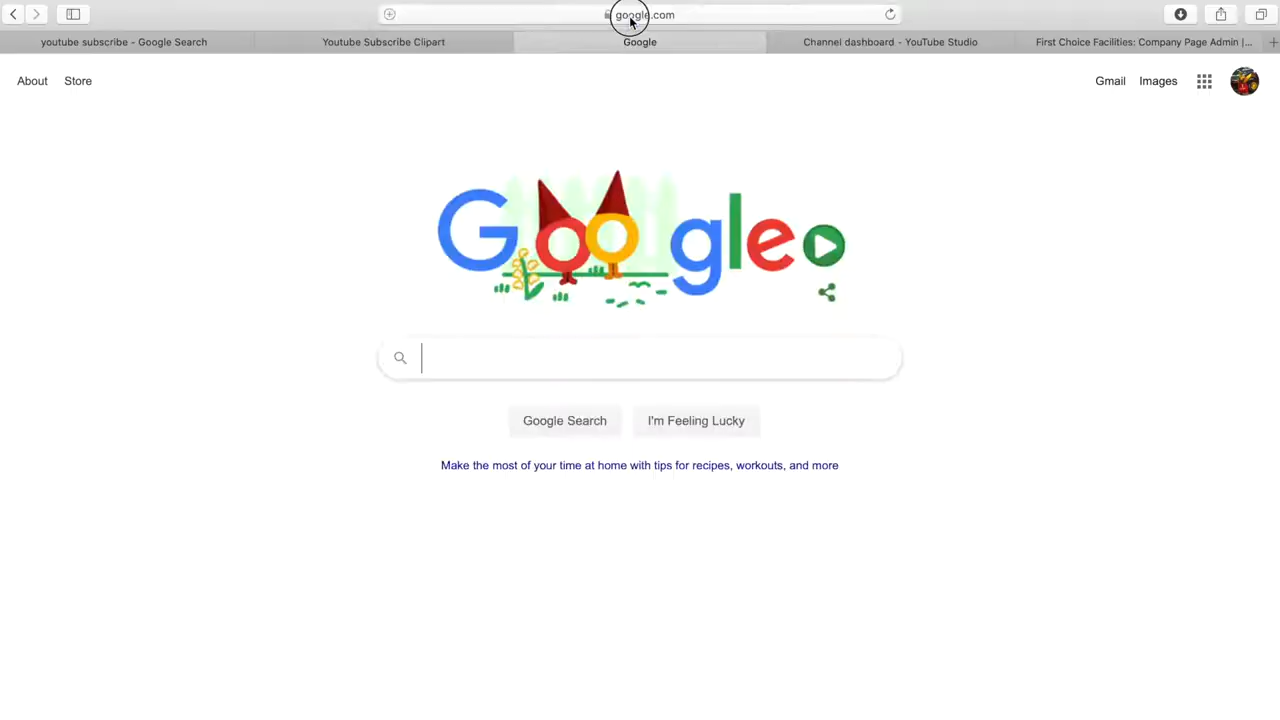 google.com
youtube subscribe - Google Search
Youtube Subscribe Clipart
Google
Channel dashboard - YouTube Studio
First Choice Facilities: Company Page Admin |...
About
Store
Gmail
Images
Google
Google Search
I'm Feeling Lucky
Make the most of your time at home with tips for recipes, workouts, and more